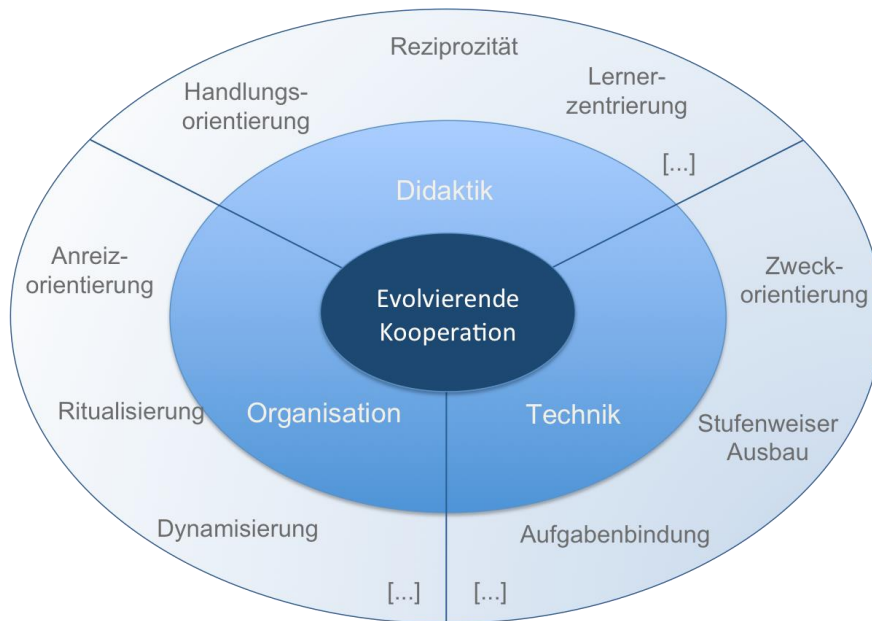 Reziprozität
Handlungs-
orientierung
Lerner-
zentrierung
[...]
Didaktik
Anreiz-
orientierung
Zweck-
orientierung
Evolvierende
Kooperation
Ritualisierung
Organisation
Technik
Stufenweiser
Ausbau
Dynamisierung
Aufgabenbindung
[...]
[...]